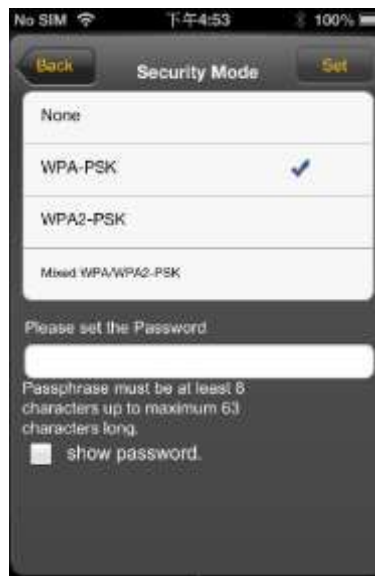 No SIM 下午4:53 100%
Back Security Mode Set
None
WPA-PSK
WPA2-PSK
Mixed WPA/WPA2-PSK
Please set the Password
Passphrase must be at least 8
characters up to maximum 63
characters long.
show password.